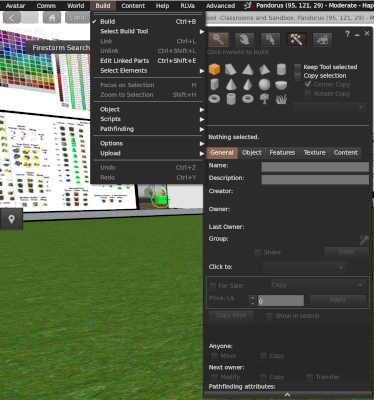 Avatar Comm World Build Content Help RLVa Advanced Pandorus (95, 121, 29) - Moderate - Hap
ool -Classrooms and Sandbox, Pandorus (95, 121, 29) - M
Firestorm Search
Build Ctrl+B
Select Build Tool
Link Ctrl+L
Unlink Ctrl+Shift+L
Edit Linked Parts Ctrl+Shift+E
Select Elements
Focus on Selection H
Zoom to Selection Shift+H
Object
Scripts
Pathfinding
Options
Upload
Undo Ctrl+Z
Redo Ctrl+Y
Click inworld to build
Keep Tool selected
Copy selection
Center Copy
Rotate Copy
Nothing selected.
General Object Features Texture Content
Name:
Description:
Creator:
Owner:
Last Owner:
Group:
Share Deed
Click to:
For Sale: Copy
Price: L$ 0 Apply
Copy Keys Show in search
Anyone:
Move Copy
Next owner:
Modify Copy Transfer
Pathfinding attributes: